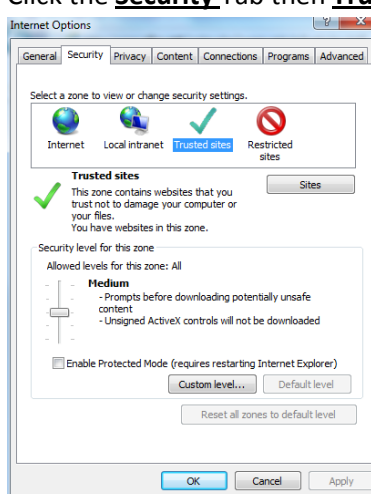 Click the Security Tab then Tru
Internet Options
General Security Privacy Content Connections Programs Advanced
Select a zone to view or change security settings.
Internet Local intranet Trusted sites Restricted
sites
Trusted sites
Sites
This zone contains websites that you
trust not to damage your computer or
your files.
You have websites in this zone.
Security level for this zone
Allowed levels for this zone: All
Medium
- Prompts before downloading potentially unsafe
content
- Unsigned ActiveX controls will not be downloaded
Enable Protected Mode (requires restarting Internet Explorer)
Custom level... Default level
Reset all zones to default level
OK Cancel Apply